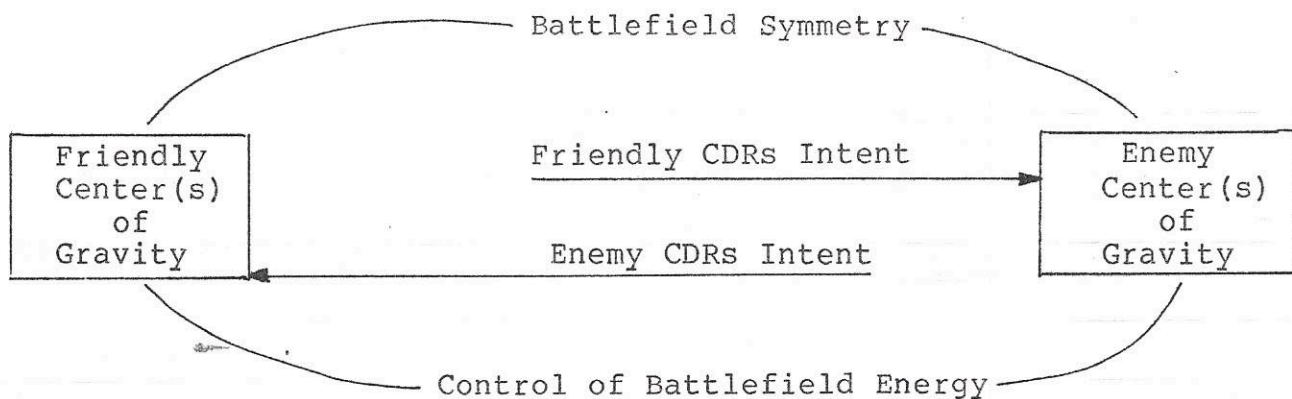 Battlefield Symmetry
Friendly
Center(s)
of
Gravity
Friendly CDRs Intent
Enemy CDRs Intent
Enemy
Center(s)
of
Gravity
Control of Battlefield Energy